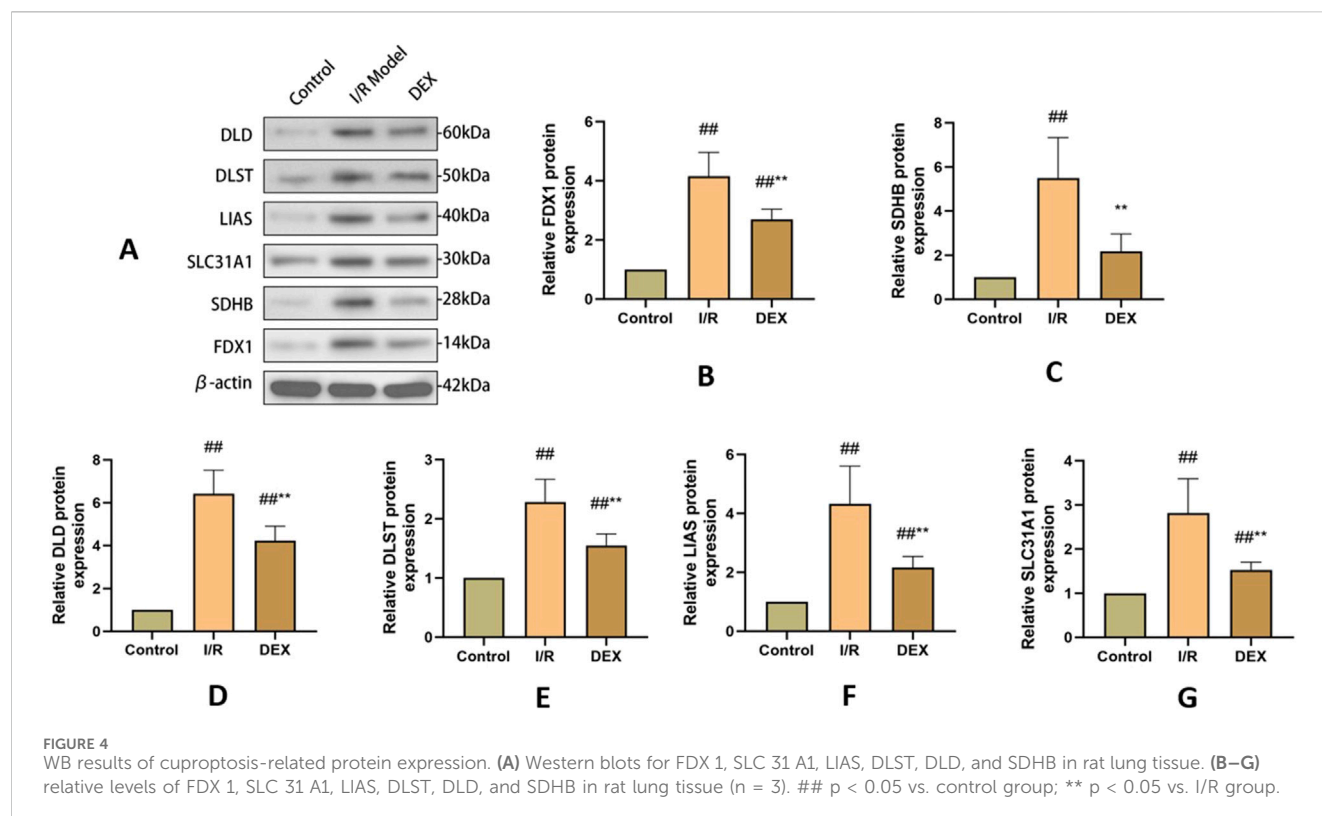 Control I/R Model DEX
DLD -60kDa
DLST -50kDa
LIAS -40kDa
SLC31A1 -30kDa
SDHB -28kDa
FDX1 -14kDa
β-actin -42kDa
A
Relative FDX1 protein
expression
6
4
2
0
##
##**
Control I/R DEX
B
Relative SDHB protein
expression
8
6
4
2
0
##
**
Control I/R DEX
C
Relative DLD protein
expression
8
6
4
2
0
##
##**
Control I/R DEX
D
Relative DLST protein
expression
3
2
1
0
##
##**
Control I/R DEX
E
Relative LIAS protein
expression
6
4
2
0
##
##**
Control I/R DEX
F
Relative SLC31A1 protein
expression
4
3
2
1
0
##
##**
Control I/R DEX
G
FIGURE 4
WB results of cuproptosis-related protein expression. (A) Western blots for FDX 1, SLC 31 A1, LIAS, DLST, DLD, and SDHB in rat lung tissue. (B–G)
relative levels of FDX 1, SLC 31 A1, LIAS, DLST, DLD, and SDHB in rat lung tissue (n = 3). ## p < 0.05 vs. control group; ** p < 0.05 vs. I/R group.